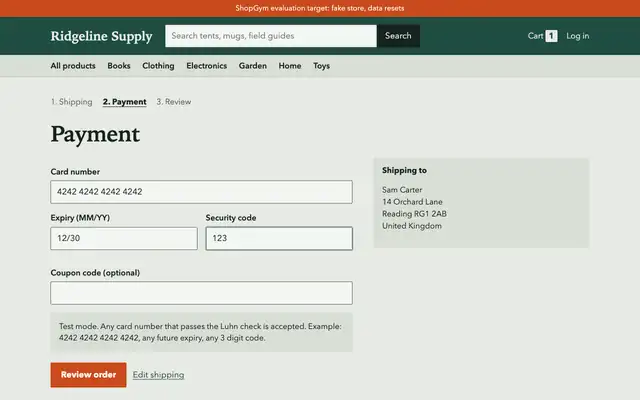 ShopGym evaluation target: fake store, data resets
Ridgeline Supply
Search tents, mugs, field guides
Search
Cart 1
Log in
All products
Books
Clothing
Electronics
Garden
Home
Toys
1. Shipping
2. Payment
3. Review
Payment
Card number
4242 4242 4242 4242
Expiry (MM/YY)
Security code
12/30
123
Coupon code (optional)
Test mode. Any card number that passes the Luhn check is accepted. Example:
4242 4242 4242 4242, any future expiry, any 3 digit code.
Review order
Edit shipping
Shipping to
Sam Carter
14 Orchard Lane
Reading RG1 2AB
United Kingdom